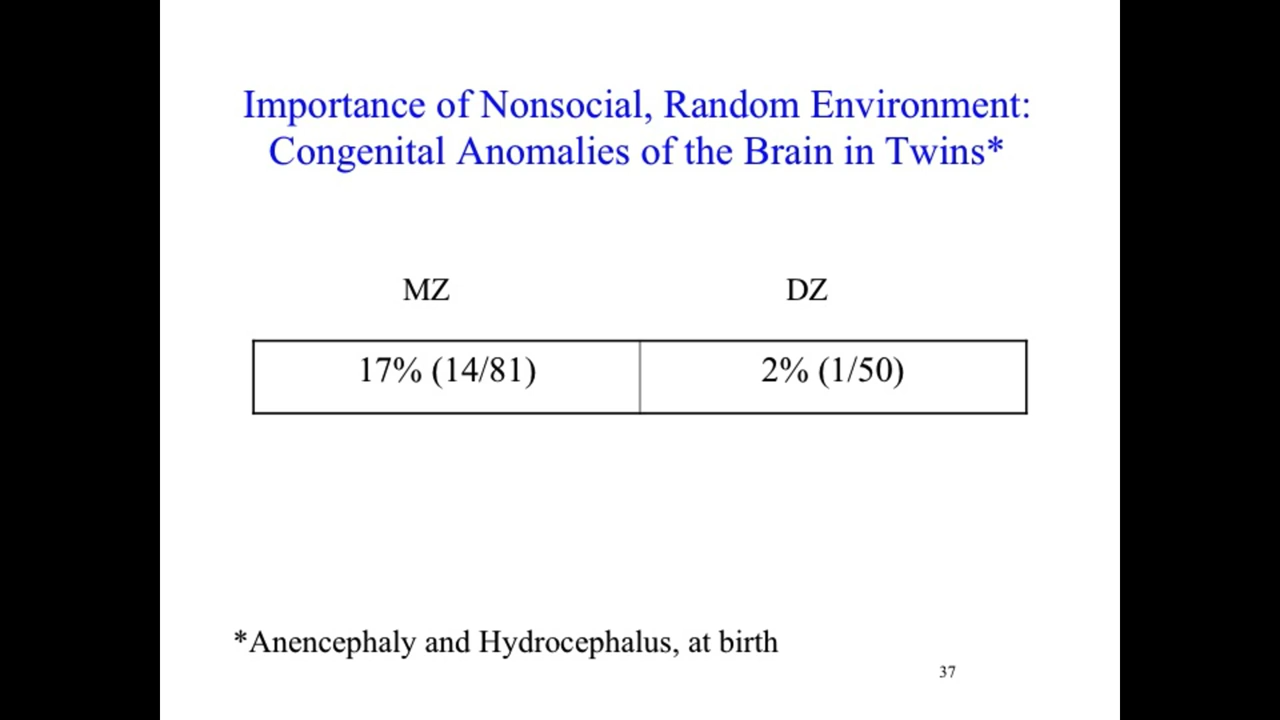 Importance of Nonsocial, Random Environment:
Congenital Anomalies of the Brain in Twins*
MZ DZ
17% (14/81) 2% (1/50)
*Anencephaly and Hydrocephalus, at birth
37